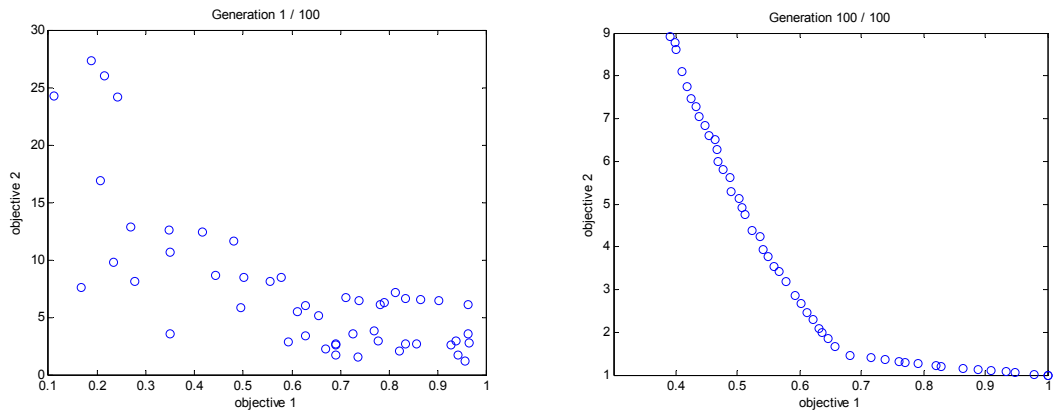 Generation 1 / 100
30
25
20
15
10
5
0
objective 2
0.1 0.2 0.3 0.4 0.5 0.6 0.7 0.8 0.9 1
objective 1
Generation 100 / 100
9
8
7
6
5
4
3
2
1
objective 2
0.4 0.5 0.6 0.7 0.8 0.9 1
objective 1